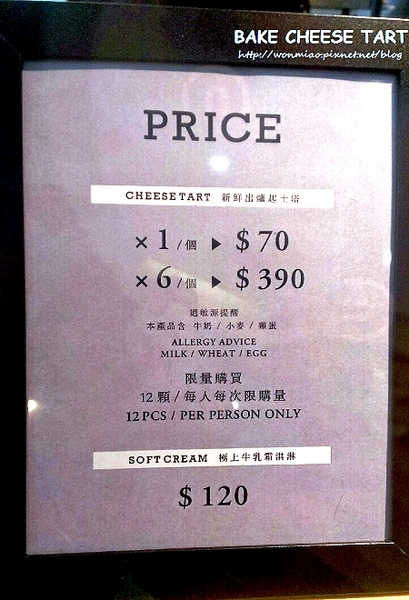 BAKE CHEESE TART
http://wonmiao.pixnet.net/blog
PRICE
CHEESE TART 新鮮出爐起士塔
×1/個 ▶ $70
×6/個 ▶ $390
過敏源提醒
本產品含 牛奶 / 小麥 / 雞蛋
ALLERGY ADVICE
MILK / WHEAT / EGG
限量購買
12 顆 / 每人每次限購量
12 PCS / PER PERSON ONLY
SOFT CREAM 極上牛乳霜淇淋
$ 120